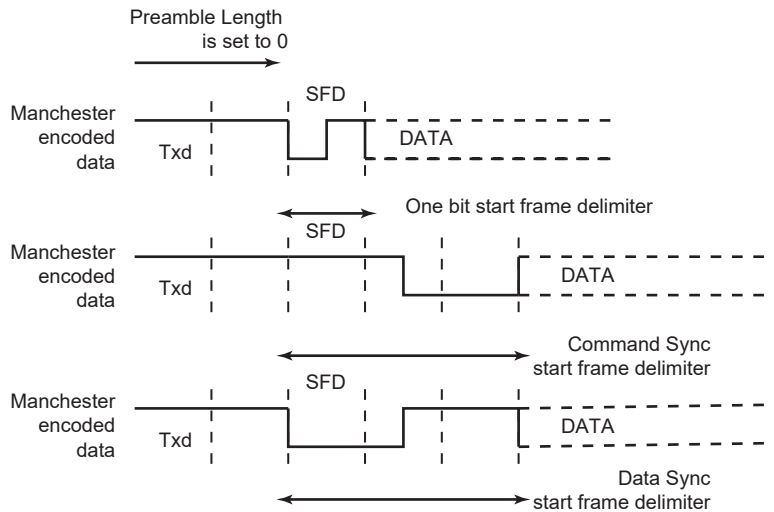 Preamble Length
is set to 0
SFD
Manchester
encoded
data
Txd
DATA
One bit start frame delimiter
SFD
Manchester
encoded
data
Txd
DATA
Command Sync
start frame delimiter
SFD
Manchester
encoded
data
Txd
DATA
Data Sync
start frame delimiter